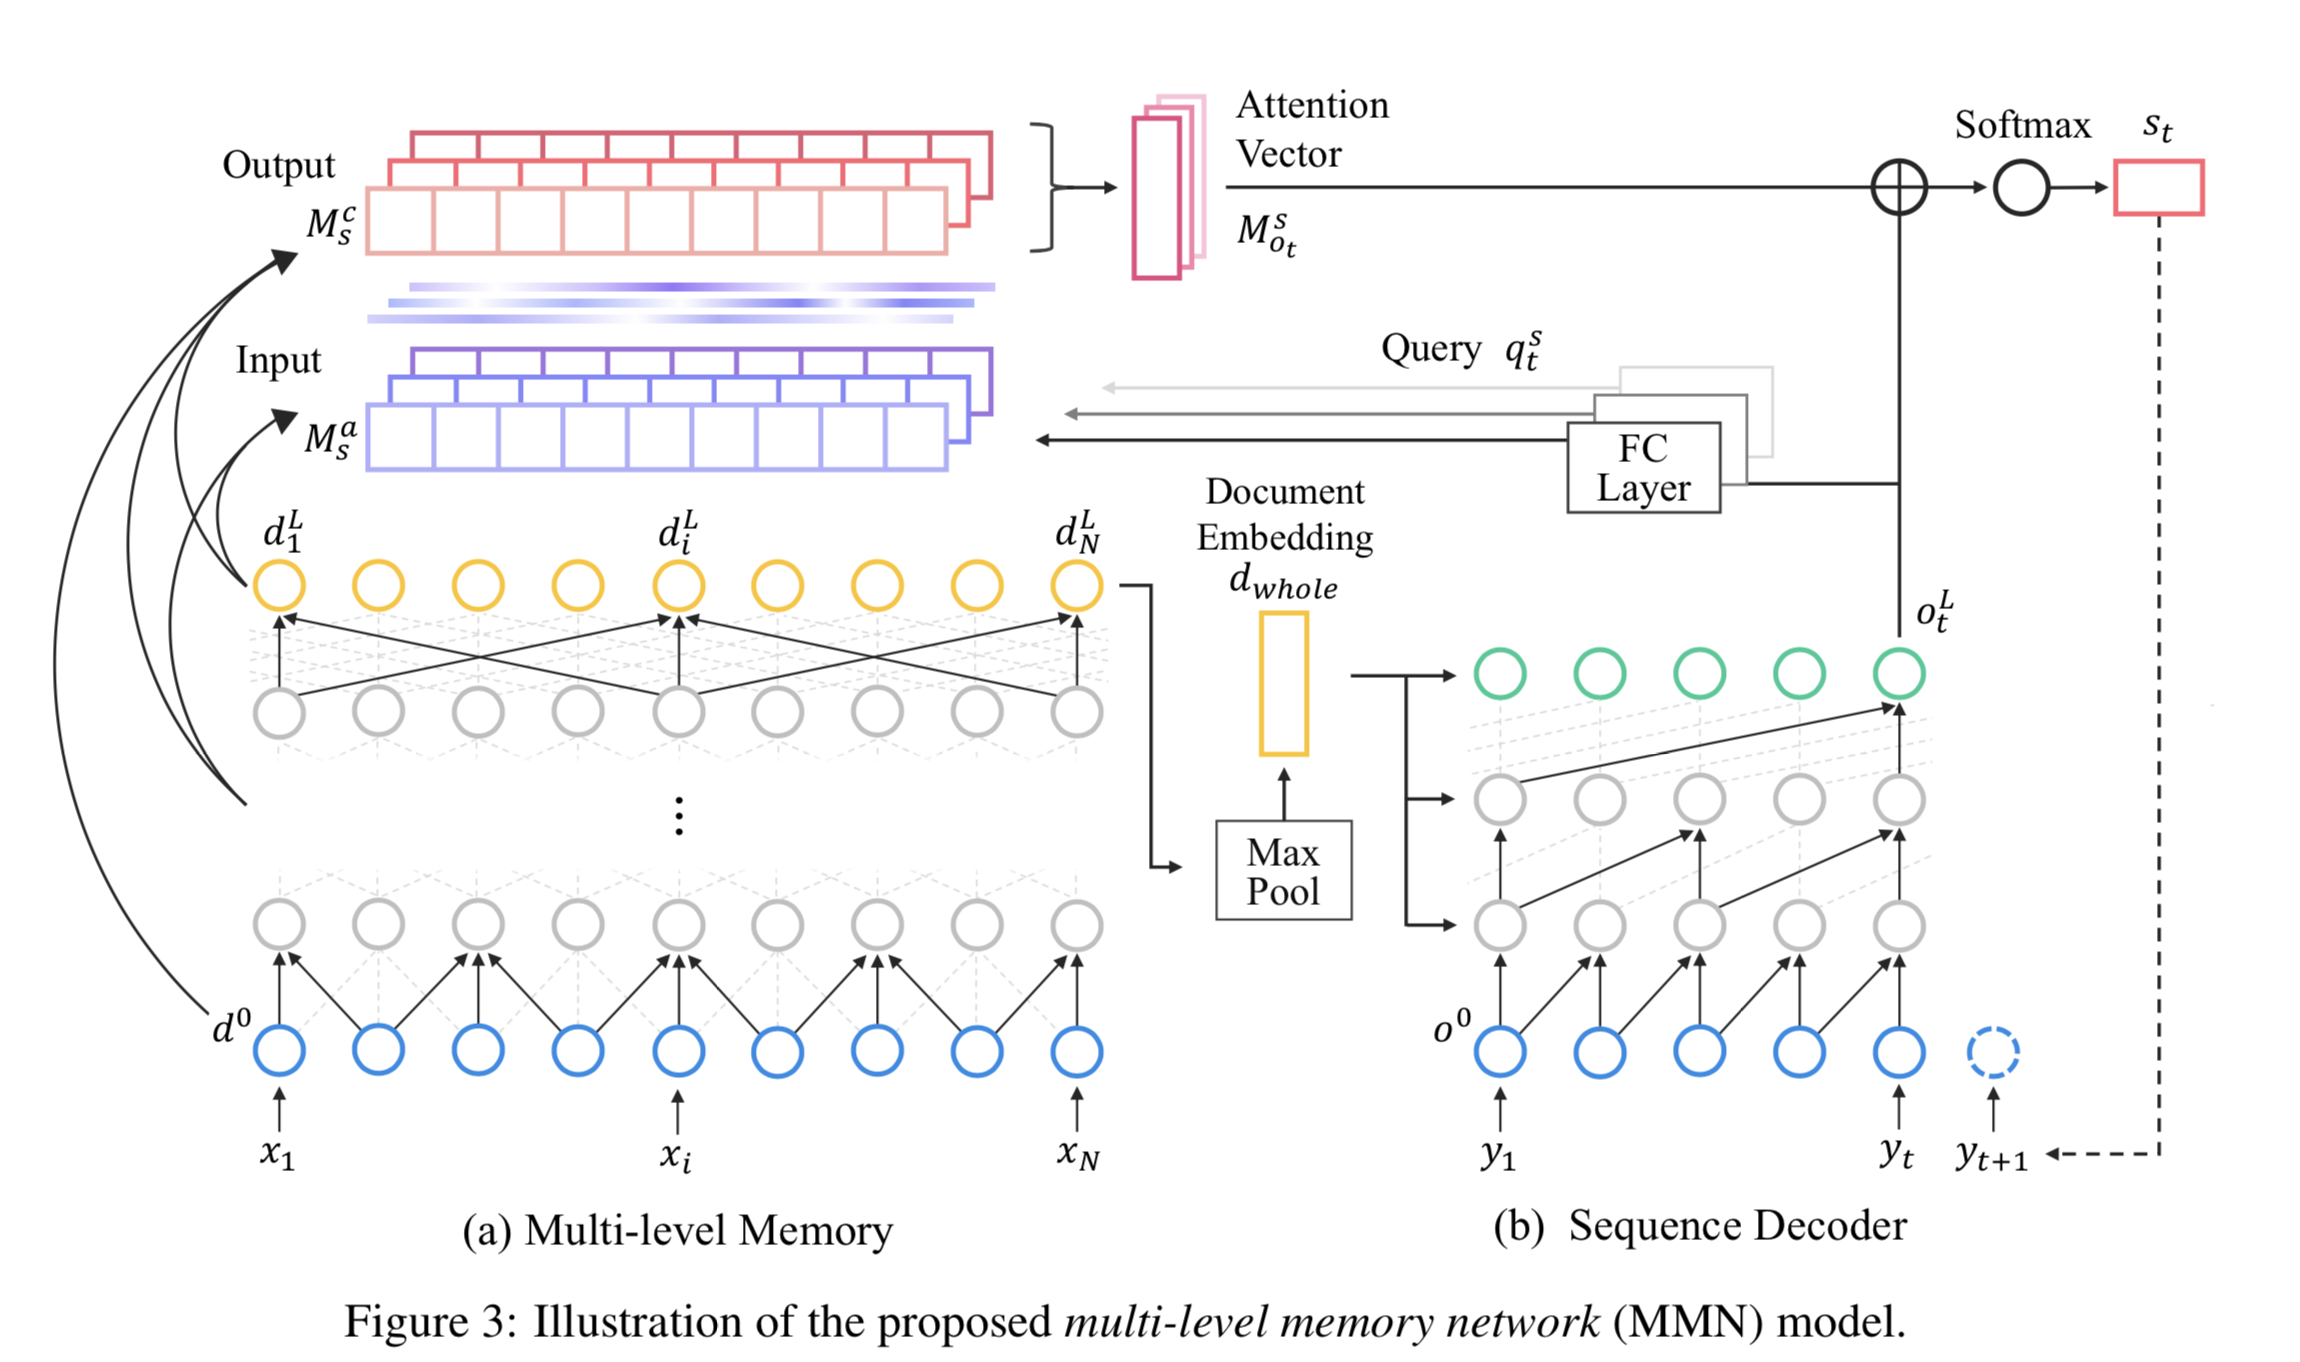 Output
M_s^c
Attention
Vector
M_{o_t}^s
Softmax
s_t
Input
M_s^a
Query q_t^s
FC
Layer
d_1^L
d_i^L
d_N^L
Document
Embedding
d_{whole}
o_t^L
⋮
Max
Pool
d^0
o^0
x_1
x_i
x_N
y_1
y_t
y_{t+1}
(a) Multi-level Memory
(b) Sequence Decoder
Figure 3: Illustration of the proposed multi-level memory network (MMN) model.